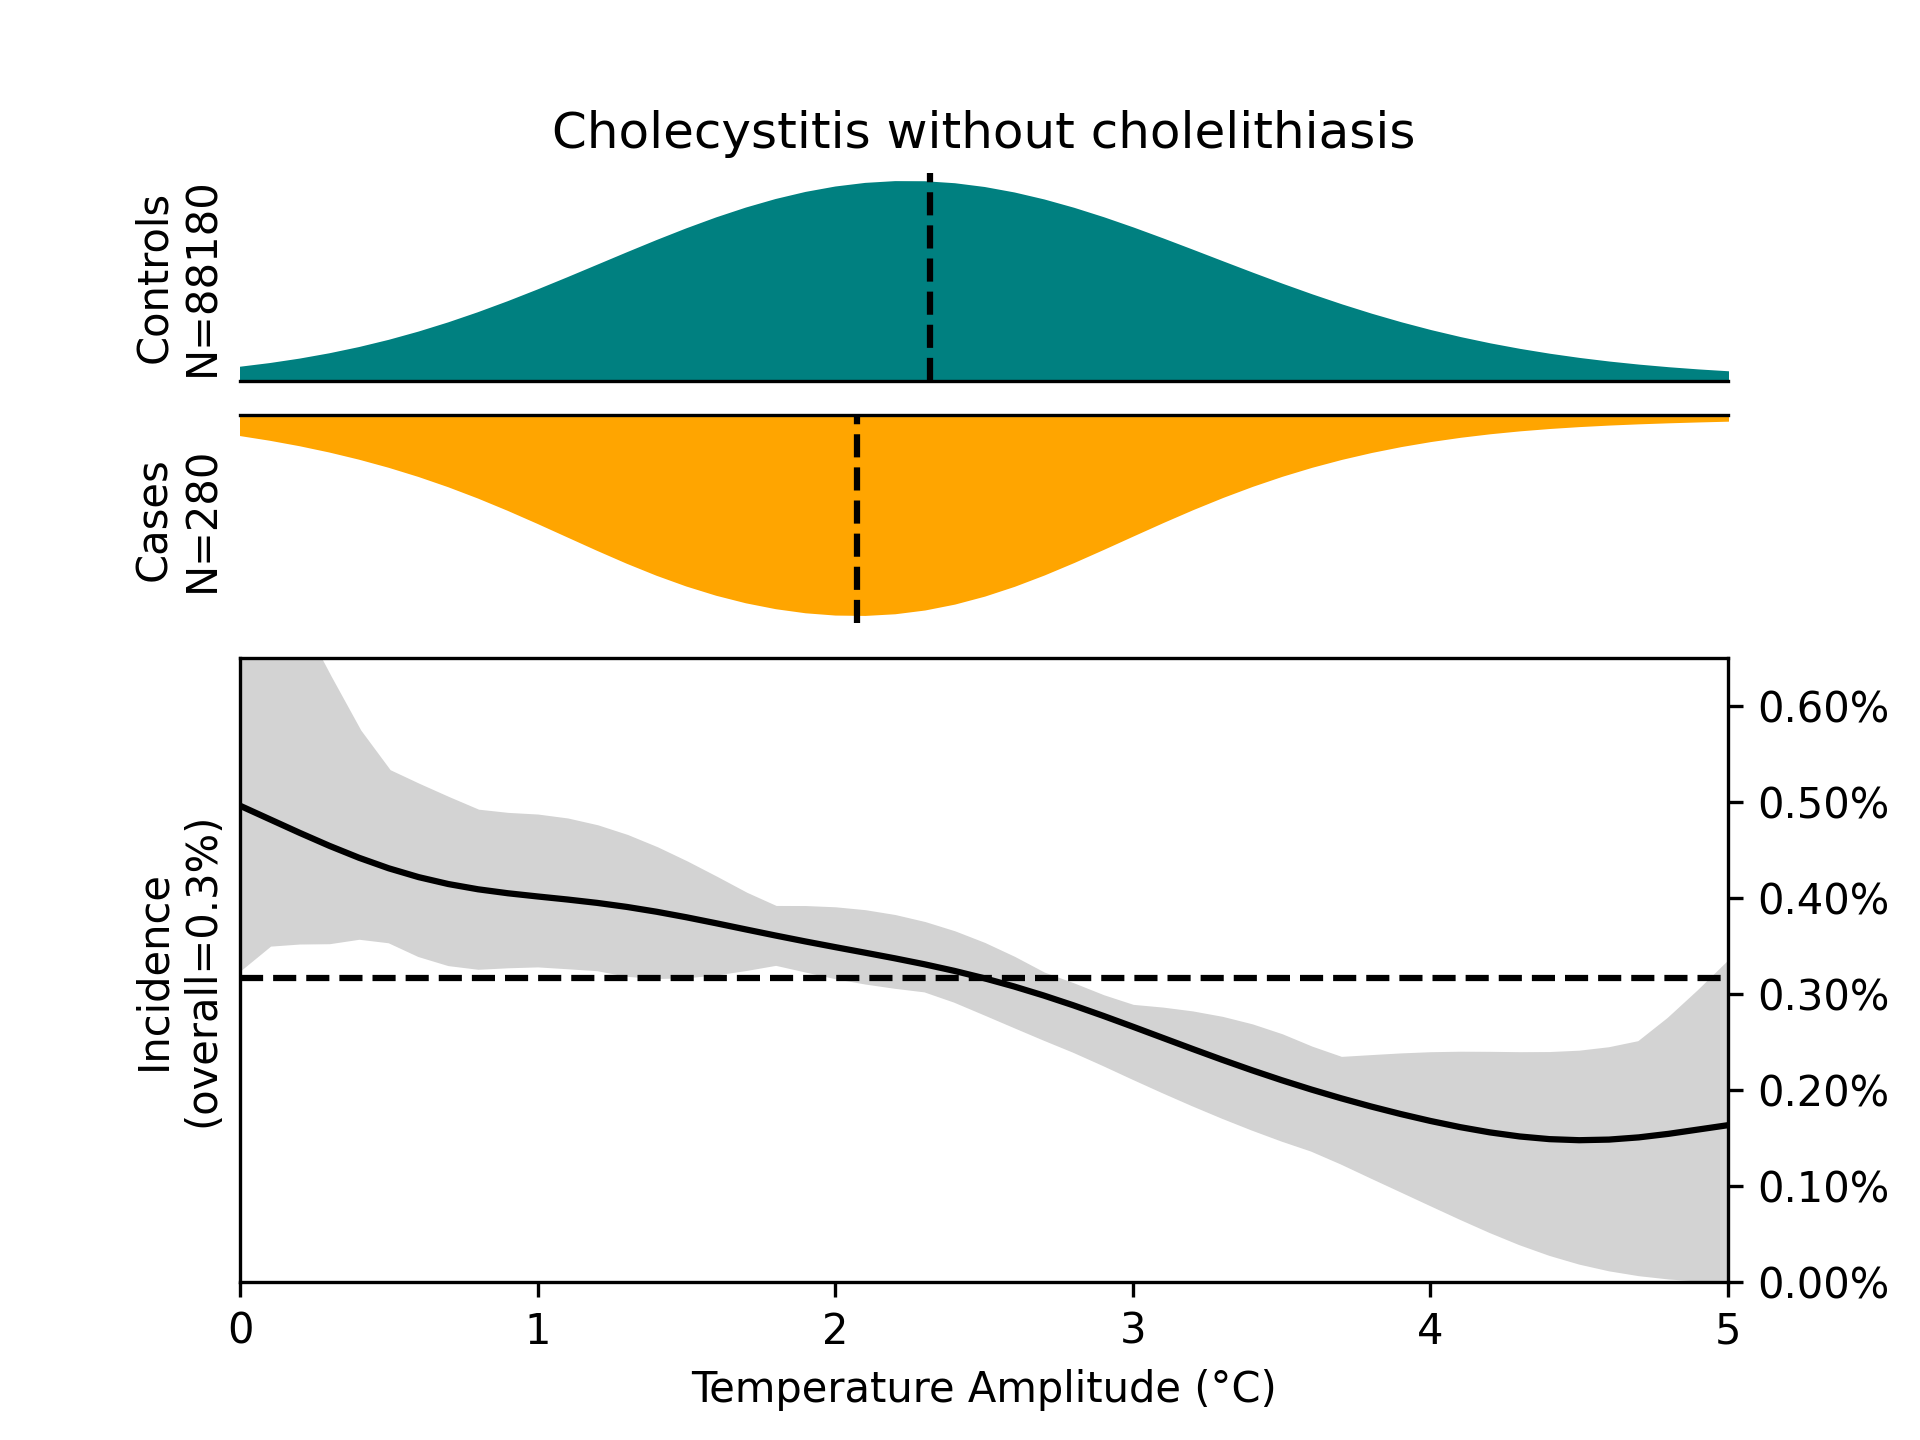 Cholecystitis without cholelithiasis
Controls
N=88180
Cases
N=280
Incidence
(overall=0.3%)
0.60%
0.50%
0.40%
0.30%
0.20%
0.10%
0.00%
0 1 2 3 4 5
Temperature Amplitude (°C)